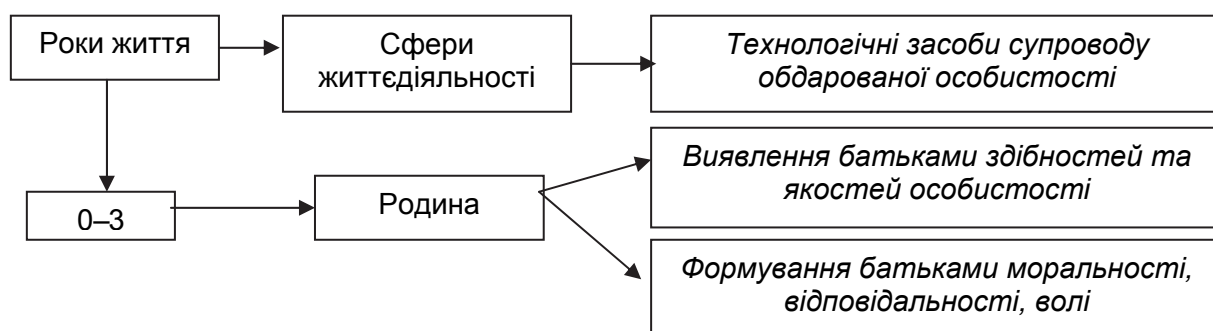 Роки життя
Сфери
життєдіяльності
Технологічні засоби супроводу
обдарованої особистості
0–3
Родина
Виявлення батьками здібностей та
якостей особистості
Формування батьками моральності,
відповідальності, волі